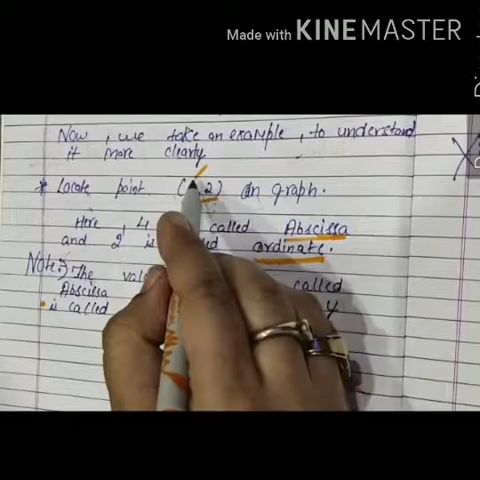 Made with KINEMASTER
Now, we take an example, to understand
it more clearly
* Locate point ( ,2) on graph.
Here, 4 called Abscissa
and 2 is ordinate.
Note:-) The called
Abscissa
is called